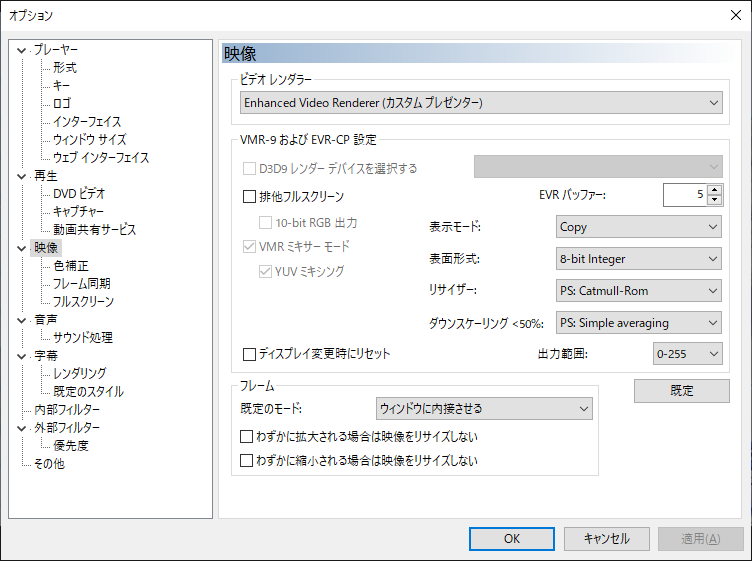 オプション
プレーヤー
形式
キー
ロゴ
インターフェイス
ウィンドウ サイズ
ウェブ インターフェイス
再生
DVD ビデオ
キャプチャー
動画共有サービス
映像
色補正
フレーム同期
フルスクリーン
音声
サウンド処理
字幕
レンダリング
既定のスタイル
内部フィルター
外部フィルター
優先度
その他
映像
ビデオ レンダラー
Enhanced Video Renderer (カスタム プレゼンター)
VMR-9 および EVR-CP 設定
D3D9 レンダー デバイスを選択する
排他フルスクリーン
EVR バッファー: 5
10-bit RGB 出力
表示モード: Copy
VMR ミキサー モード
表面形式: 8-bit Integer
YUV ミキシング
リサイザー: PS: Catmull-Rom
ダウンスケーリング <50%: PS: Simple averaging
ディスプレイ変更時にリセット
出力範囲: 0-255
フレーム
既定
既定のモード: ウィンドウに内接させる
わずかに拡大される場合は映像をリサイズしない
わずかに縮小される場合は映像をリサイズしない
OK キャンセル 適用(A)